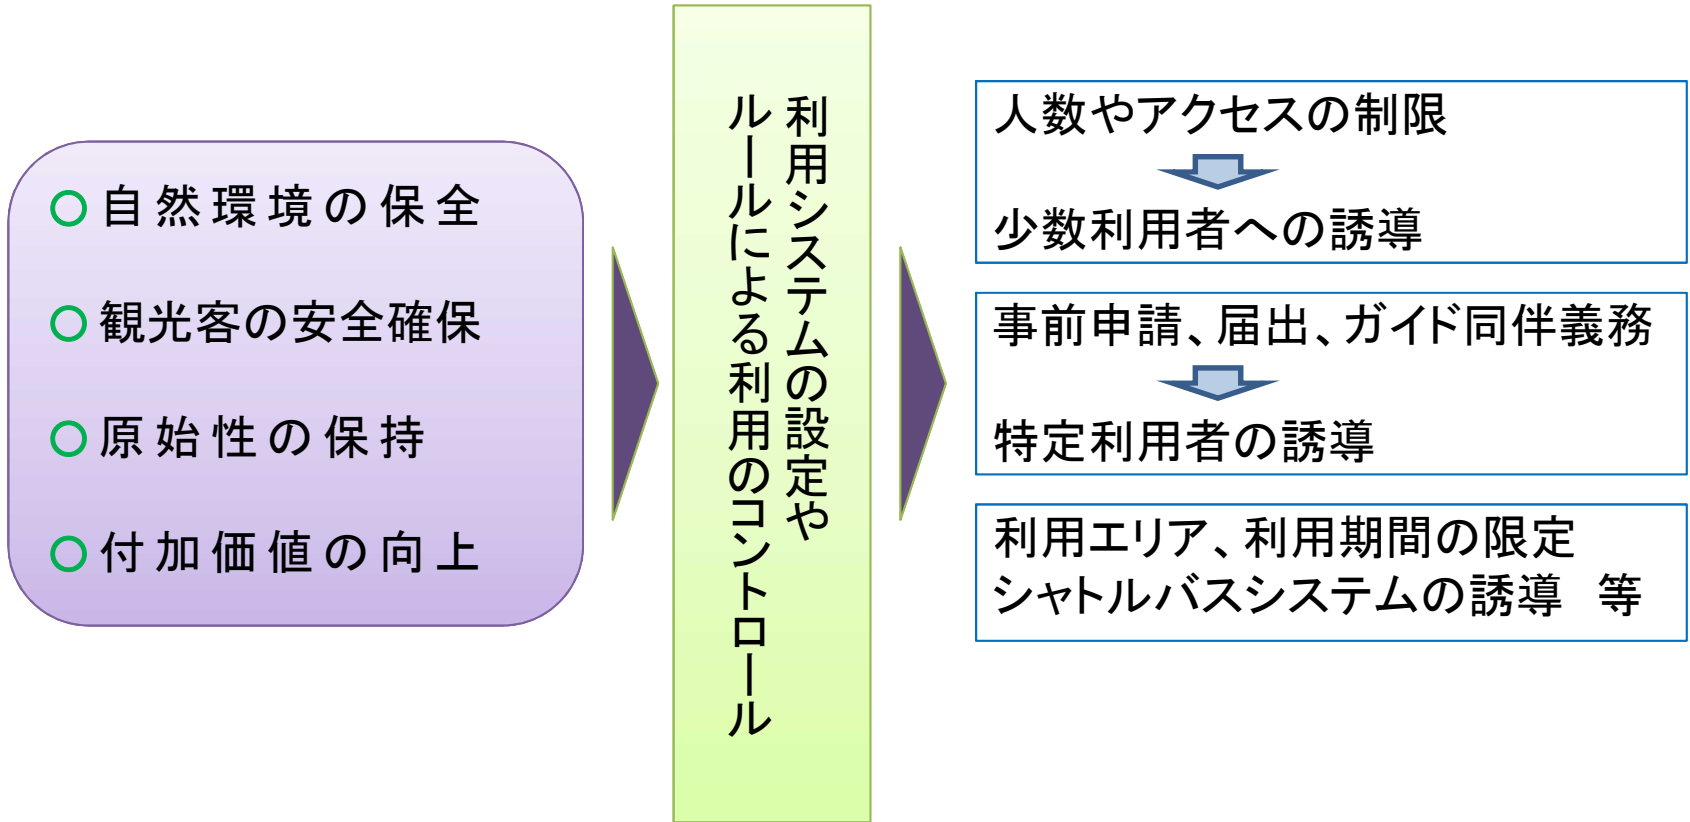 ○自然環境の保全
○観光客の安全確保
○原始性の保持
○付加価値の向上
利用システムの設定や
ルールによる利用のコントロール
人数やアクセスの制限
少数利用者への誘導
事前申請、届出、ガイド同伴義務
特定利用者の誘導
利用エリア、利用期間の限定
シャトルバスシステムの誘導　等